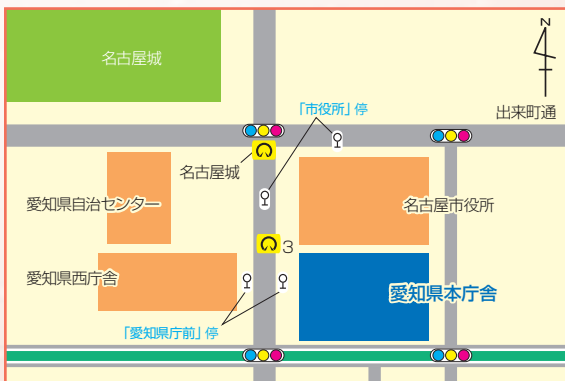 名古屋城
N
「市役所」停
出来町通
名古屋城
愛知県自治センター
名古屋市役所
3
愛知県西庁舎
愛知県本庁舎
「愛知県庁前」停